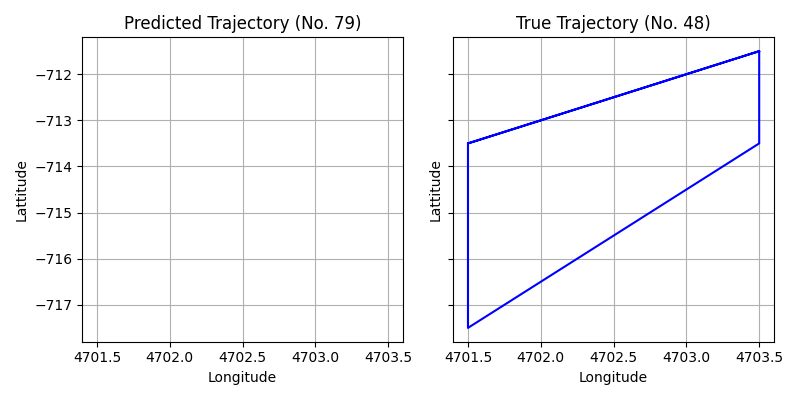 Predicted Trajectory (No. 79)
True Trajectory (No. 48)
Lattitude
−712
−713
−714
−715
−716
−717
4701.5 4702.0 4702.5 4703.0 4703.5
Longitude
Lattitude
4701.5 4702.0 4702.5 4703.0 4703.5
Longitude